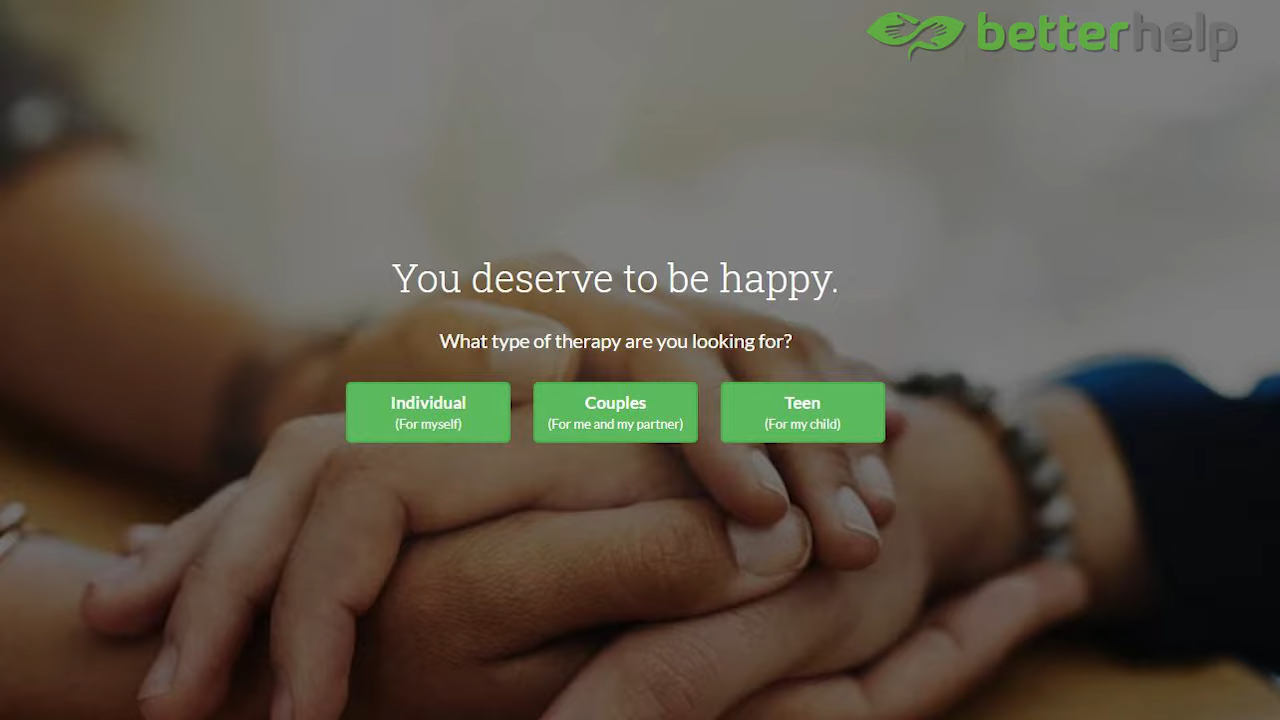 betterhelp
You deserve to be happy.
What type of therapy are you looking for?
Individual
(For myself)
Couples
(For me and my partner)
Teen
(For my child)